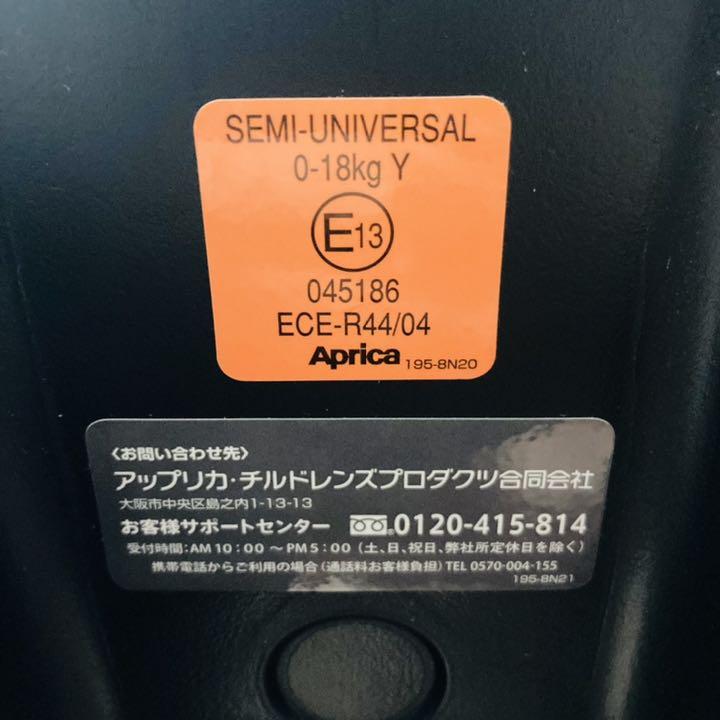 SEMI-UNIVERSAL
0-18kg Y
E13
045186
ECE-R44/04
Aprica 195-8N20
〈お問い合わせ先〉
アップリカ・チルドレンズプロダクツ合同会社
大阪市中央区島之内1-13-13
お客様サポートセンター 0120-415-814
受付時間:AM10:00～PM5:00(土、日、祝日、弊社所定休日を除く)
携帯電話からご利用の場合(通話料お客様負担)TEL 0570-004-155
195-8N21